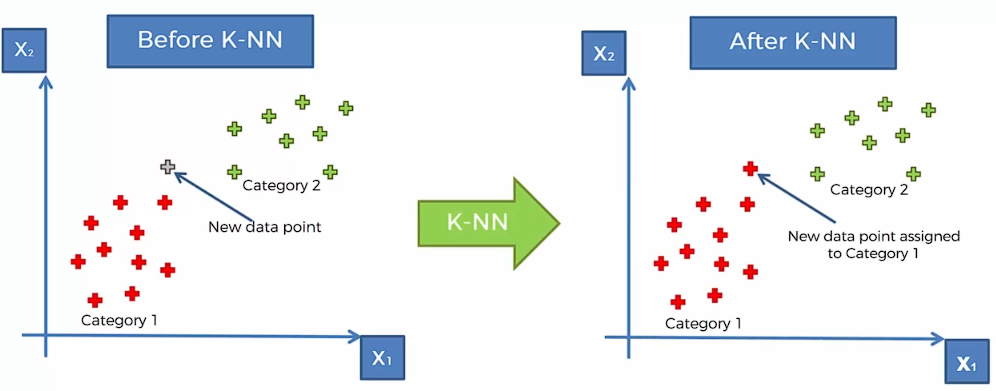 Before K-NN
X2
Category 2
New data point
Category 1
X1
K-NN
After K-NN
X2
Category 2
New data point assigned
to Category 1
Category 1
X1